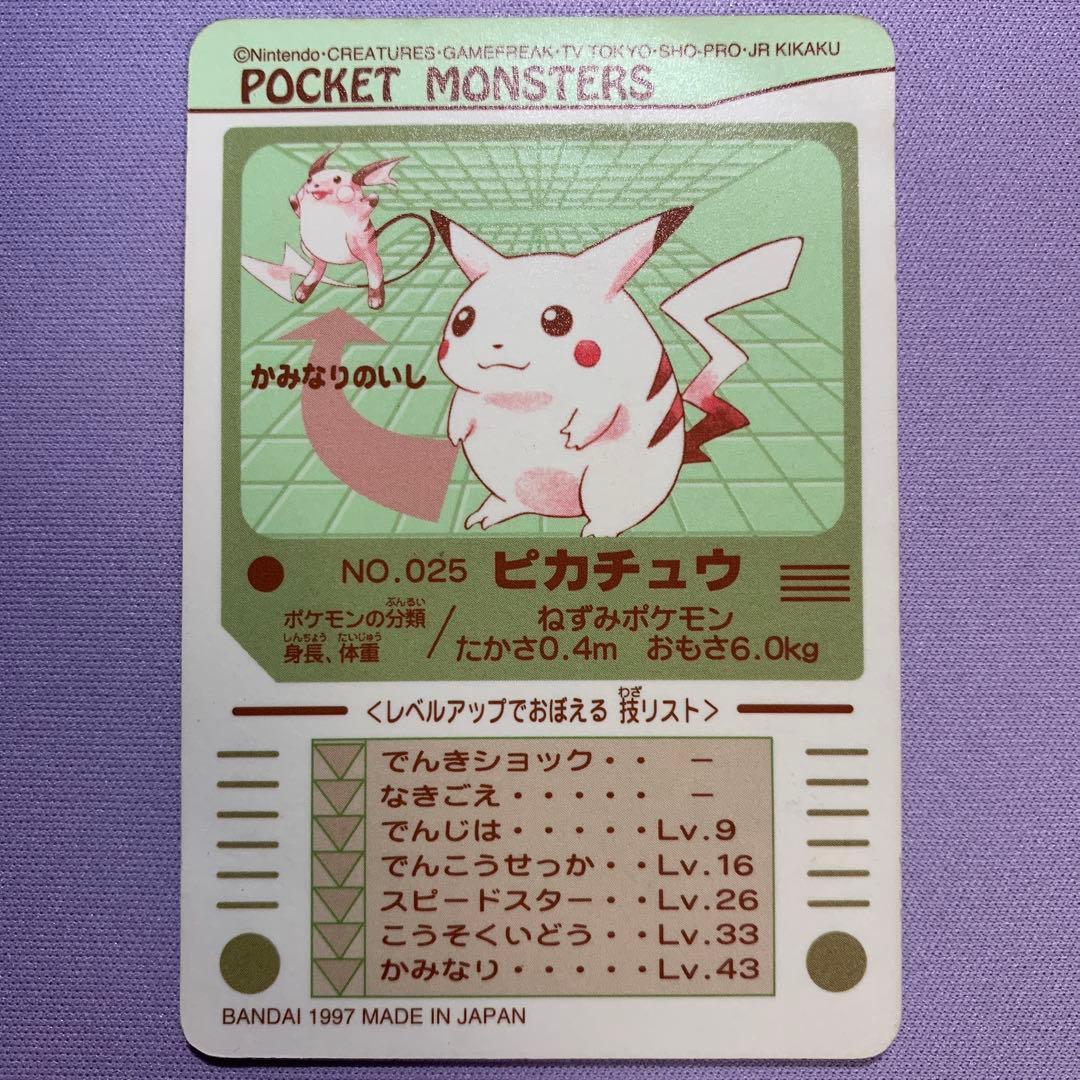 ©Nintendo・CREATURES・GAMEFREAK・TV TOKYO・SHO-PRO・JR KIKAKU
POCKET MONSTERS
かみなりのいし
NO.025 ピカチュウ
ぶんるい
ポケモンの分類 / ねずみポケモン
しんちょう たいじゅう
身長、体重 / たかさ0.4m おもさ6.0kg
わざ
<レベルアップでおぼえる 技リスト>
でんきショック・・ －
なきごえ・・・・・ －
でんじは・・・・・Lv.9
でんこうせっか・・Lv.16
スピードスター・・Lv.26
こうそくいどう・・Lv.33
かみなり・・・・・Lv.43
BANDAI 1997 MADE IN JAPAN